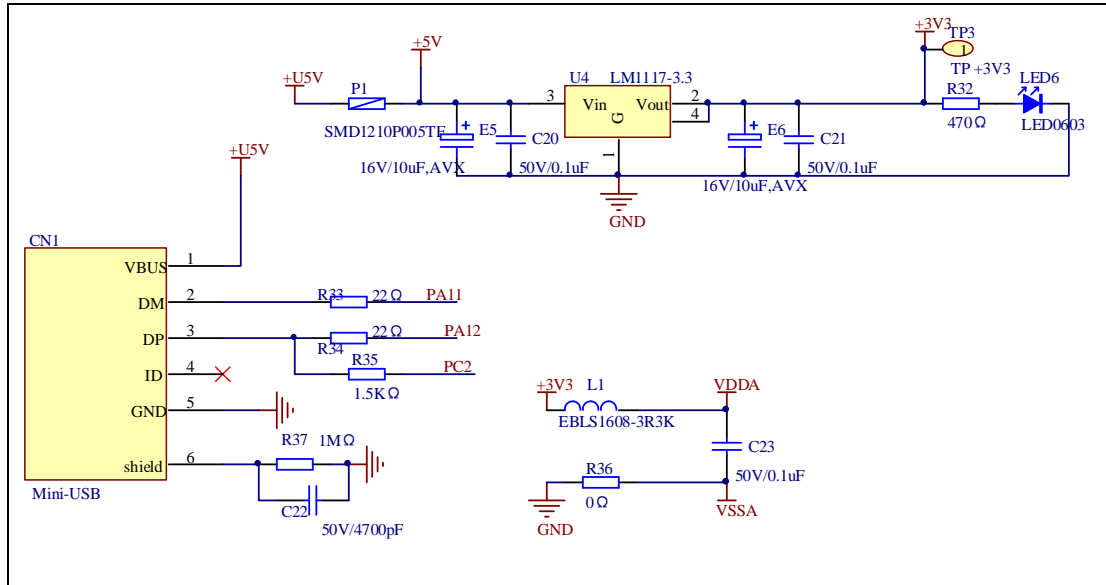 +3V3
TP3
1
TP +3V3
+5V
+U5V
P1
SMD1210P005TF
U4
LM1117-3.3
3
Vin
Vout
2
4
G
1
E5
16V/10uF,AVX
C20
50V/0.1uF
E6
16V/10uF,AVX
C21
50V/0.1uF
R32
470Ω
LED6
LED0603
GND
+U5V
CN1
VBUS
1
DM
2
R33
22Ω
PA11
DP
3
22Ω
PA12
R34
ID
4
R35
PC2
1.5KΩ
GND
5
shield
6
R37
1MΩ
C22
50V/4700pF
Mini-USB
+3V3
L1
EBLS1608-3R3K
VDDA
C23
50V/0.1uF
R36
0Ω
GND
VSSA